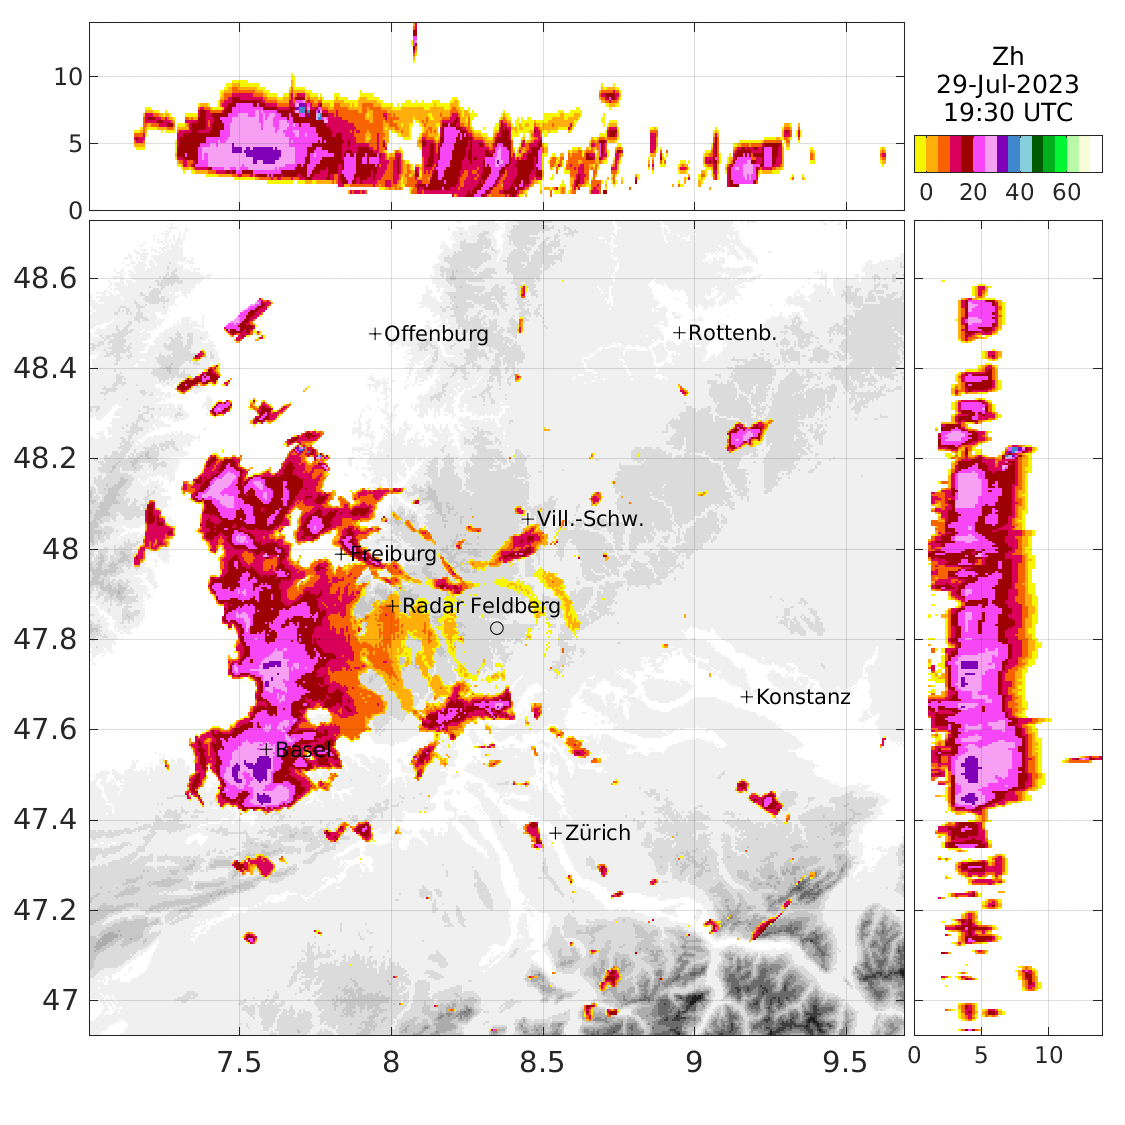 10
5
0
Zh
29-Jul-2023
19:30 UTC
0 20 40 60
48.6
48.4
48.2
48
47.8
47.6
47.4
47.2
47
Offenburg
Rottenb.
Vill.-Schw.
Freiburg
Radar Feldberg
Konstanz
Basel
Zürich
7.5 8 8.5 9 9.5
0 5 10